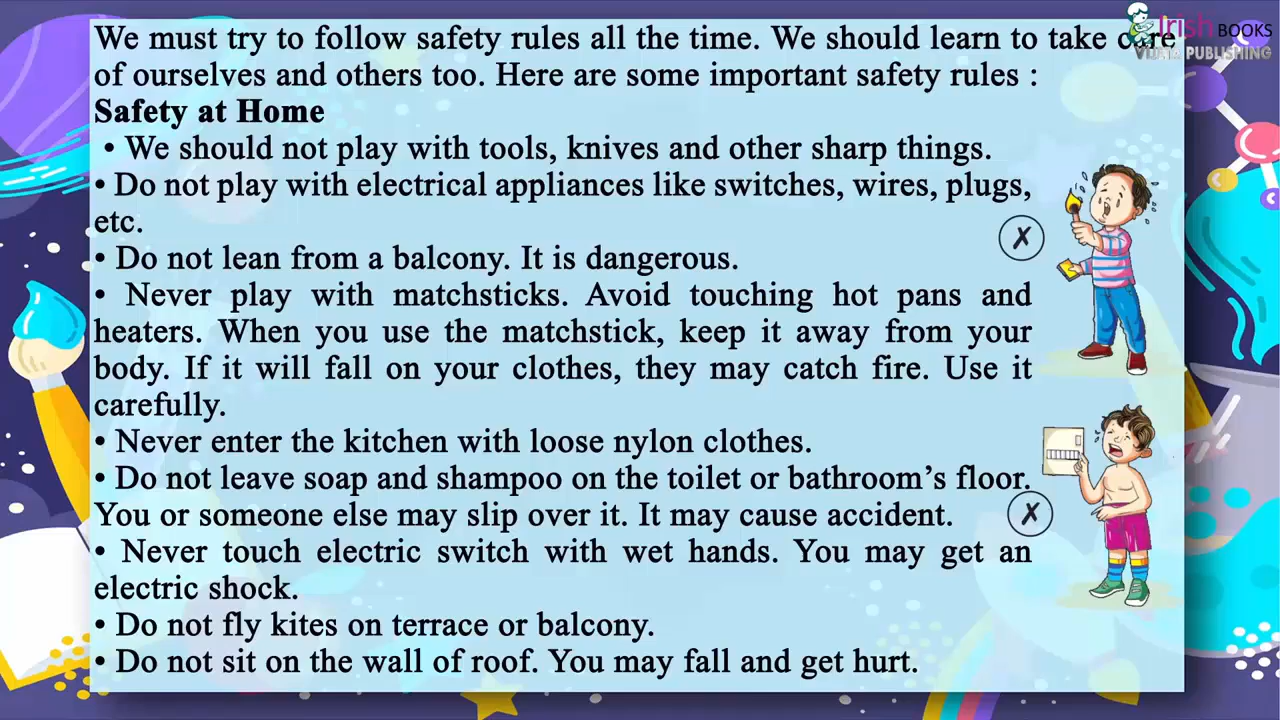 We must try to follow safety rules all the time. We should learn to take care
of ourselves and others too. Here are some important safety rules :
Safety at Home
• We should not play with tools, knives and other sharp things.
• Do not play with electrical appliances like switches, wires, plugs,
etc.
• Do not lean from a balcony. It is dangerous.
• Never play with matchsticks. Avoid touching hot pans and
heaters. When you use the matchstick, keep it away from your
body. If it will fall on your clothes, they may catch fire. Use it
carefully.
• Never enter the kitchen with loose nylon clothes.
• Do not leave soap and shampoo on the toilet or bathroom’s floor.
You or someone else may slip over it. It may cause accident.
• Never touch electric switch with wet hands. You may get an
electric shock.
• Do not fly kites on terrace or balcony.
• Do not sit on the wall of roof. You may fall and get hurt.
Irish BOOKS
PUBLISHING
✗
✗